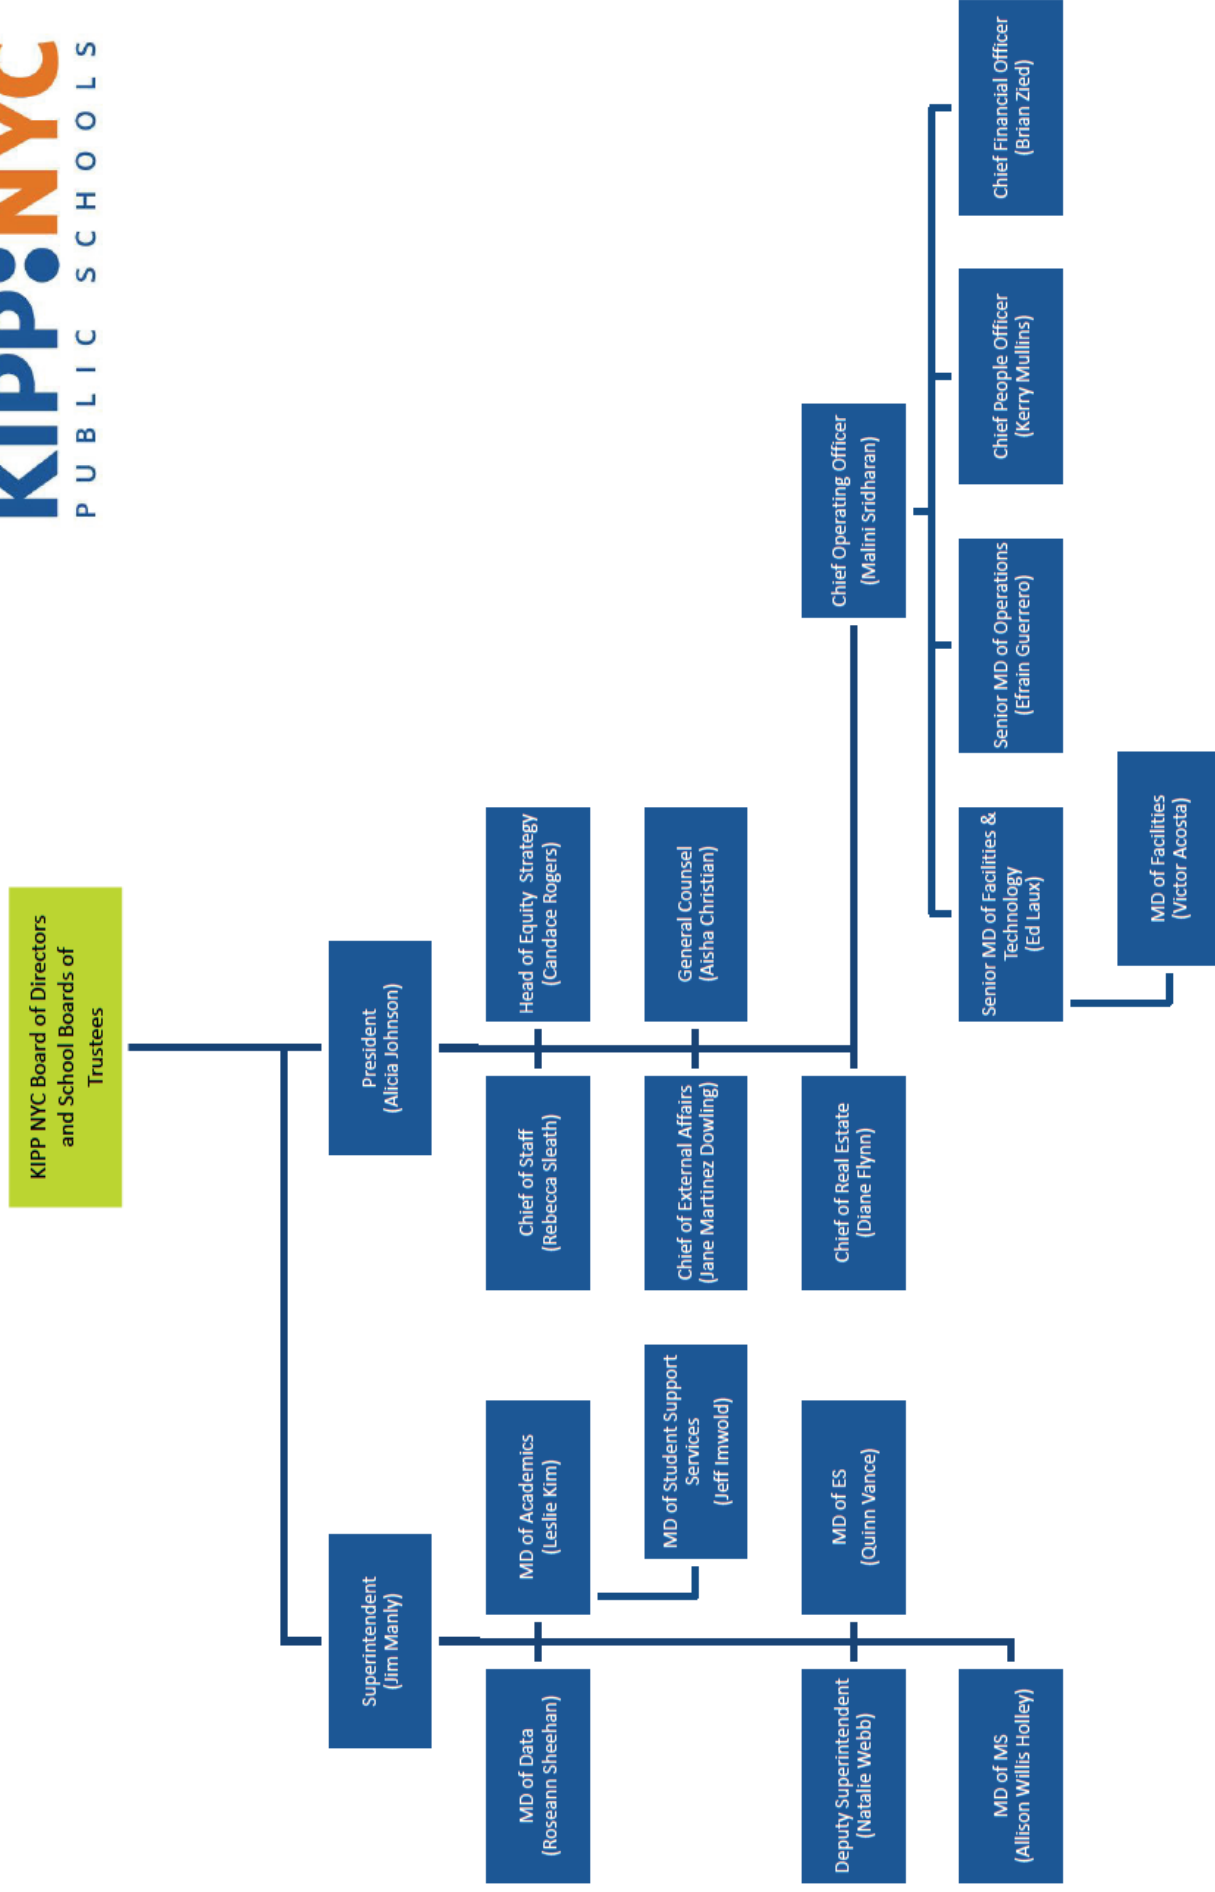 KIPP:NYC
PUBLIC SCHOOLS
KIPP NYC Board of Directors
and School Boards of
Trustees
Superintendent
(Jim Manly)
President
(Alicia Johnson)
MD of Data
(Roseann Sheehan)
MD of Academics
(Leslie Kim)
Chief of Staff
(Rebecca Sleath)
Head of Equity Strategy
(Candace Rogers)
MD of Student Support
Services
(Jeff Imwold)
Chief of External Affairs
(Jane Martinez Dowling)
General Counsel
(Aisha Christian)
Deputy Superintendent
(Natalie Webb)
MD of ES
(Quinn Vance)
Chief of Real Estate
(Diane Flynn)
Chief Operating Officer
(Malini Sridharan)
MD of MS
(Allison Willis Holley)
Senior MD of Facilities &
Technology
(Ed Laux)
Senior MD of Operations
(Efrain Guerrero)
Chief People Officer
(Kerry Mullins)
Chief Financial Officer
(Brian Zied)
MD of Facilities
(Victor Acosta)